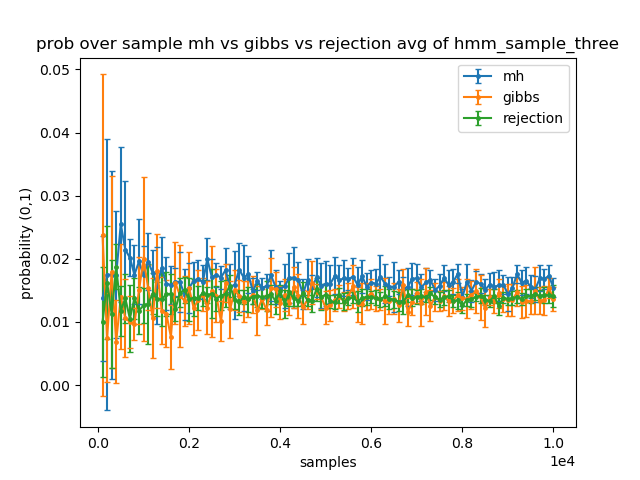 prob over sample mh vs gibbs vs rejection avg of hmm_sample_three
0.05
0.04
0.03
0.02
0.01
0.00
probability (0,1)
mh
gibbs
rejection
0.0 0.2 0.4 0.6 0.8 1.0
1e4
samples